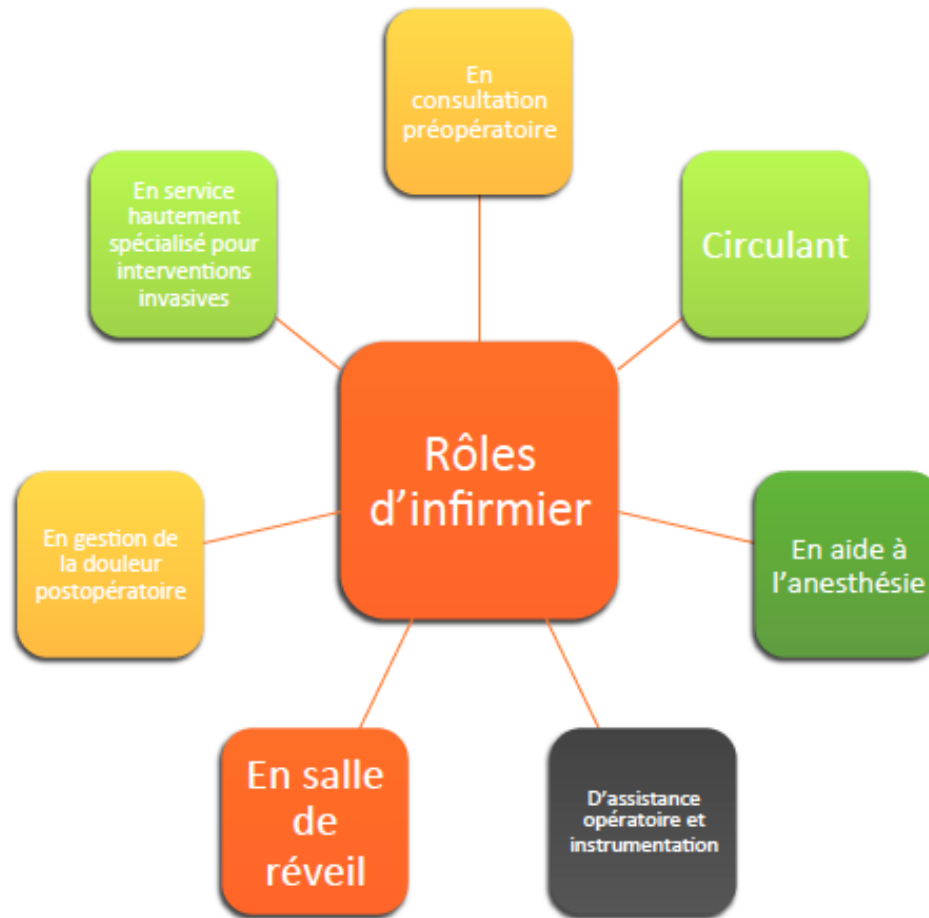 En
consultation
préopératoire
En service
hautement
spécialisé pour
interventions
invasives
Circulant
Rôles
d’infirmier
En gestion de
la douleur
postopératoire
En aide à
l’anesthésie
En salle
de
réveil
D’assistance
opératoire et
instrumentation